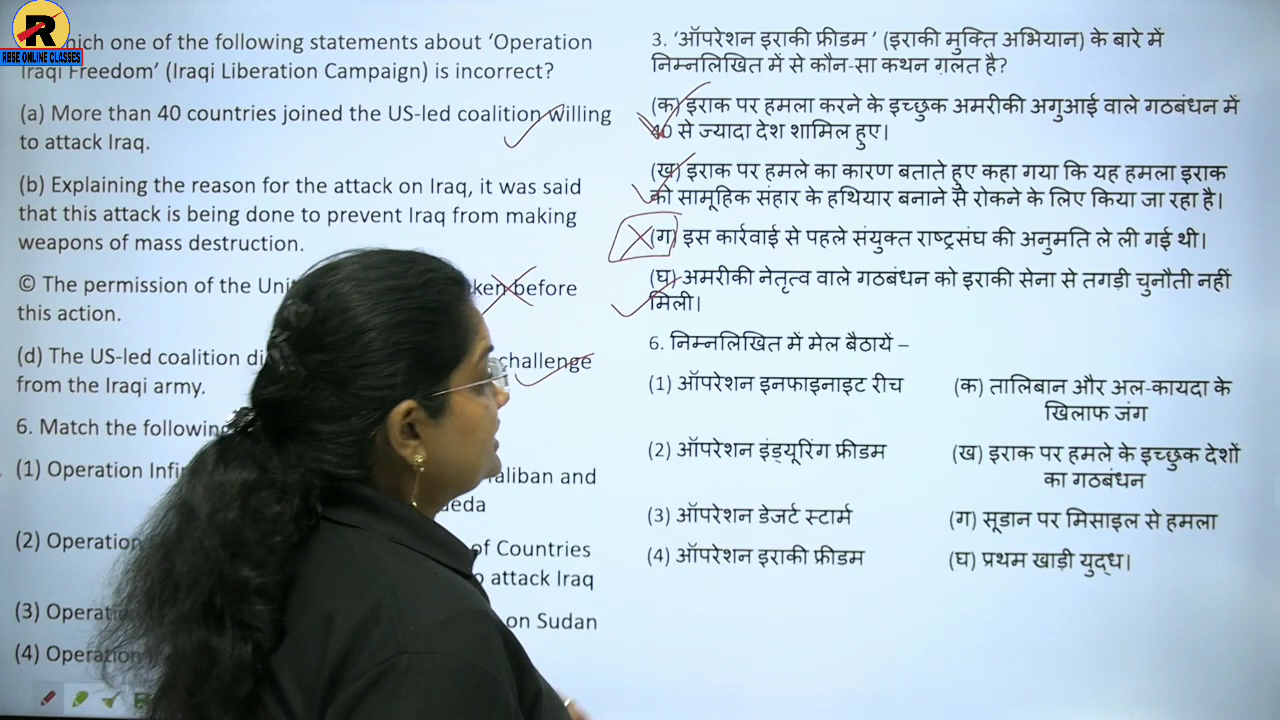 R
RBSE ONLINE CLASSES
hich one of the following statements about ‘Operation
Iraqi Freedom’ (Iraqi Liberation Campaign) is incorrect?
(a) More than 40 countries joined the US-led coalition willing
to attack Iraq.
(b) Explaining the reason for the attack on Iraq, it was said
that this attack is being done to prevent Iraq from making
weapons of mass destruction.
© The permission of the Uni ken before
this action.
(d) The US-led coalition di challenge
from the Iraqi army.
6. Match the following
(1) Operation Infi aliban and
eda
(2) Operation of Countries
o attack Iraq
(3) Operati on Sudan
(4) Operation
3. ‘ऑपरेशन इराकी फ्रीडम ’ (इराकी मुक्ति अभियान) के बारे में
निम्नलिखित में से कौन-सा कथन ग़लत है?
(क) इराक पर हमला करने के इच्छुक अमरीकी अगुआई वाले गठबंधन में
40 से ज्यादा देश शामिल हुए।
(ख) इराक पर हमले का कारण बताते हुए कहा गया कि यह हमला इराक
को सामूहिक संहार के हथियार बनाने से रोकने के लिए किया जा रहा है।
(ग) इस कार्रवाई से पहले संयुक्त राष्ट्रसंघ की अनुमति ले ली गई थी।
(घ) अमरीकी नेतृत्व वाले गठबंधन को इराकी सेना से तगड़ी चुनौती नहीं
मिली।
6. निम्नलिखित में मेल बैठायें –
(1) ऑपरेशन इनफाइनाइट रीच (क) तालिबान और अल-कायदा के
खिलाफ जंग
(2) ऑपरेशन इंड्यूरिंग फ्रीडम (ख) इराक पर हमले के इच्छुक देशों
का गठबंधन
(3) ऑपरेशन डेजर्ट स्टार्म (ग) सूडान पर मिसाइल से हमला
(4) ऑपरेशन इराकी फ्रीडम (घ) प्रथम खाड़ी युद्ध।